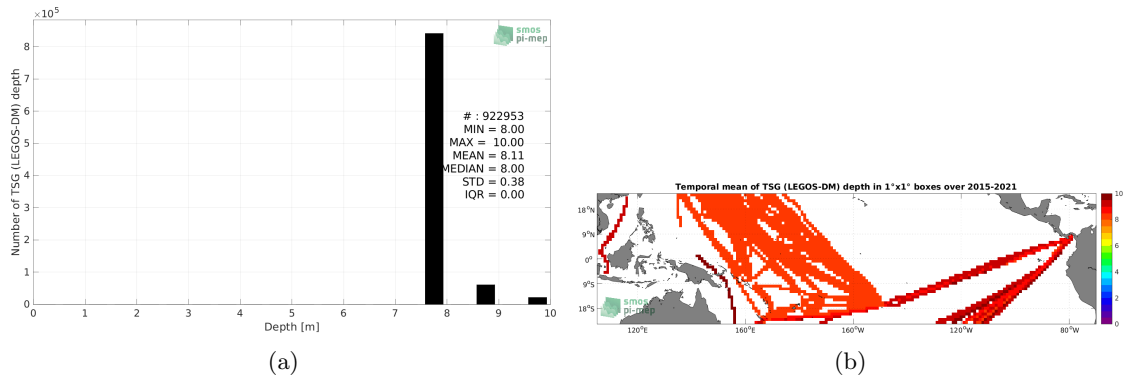 ×10⁵
8
7
6
5
4
3
2
1
0
Number of TSG (LEGOS-DM) depth
smos
pi-mep
# : 922953
MIN = 8.00
MAX = 10.00
MEAN = 8.11
MEDIAN = 8.00
STD = 0.38
IQR = 0.00
0 1 2 3 4 5 6 7 8 9 10
Depth [m]
(a)
Temporal mean of TSG (LEGOS-DM) depth in 1°x1° boxes over 2015-2021
18°N
9°N
0°
9°S
18°S
smos
pi-mep
120°E 160°E 160°W 120°W 80°W
10
8
6
4
2
0
(b)